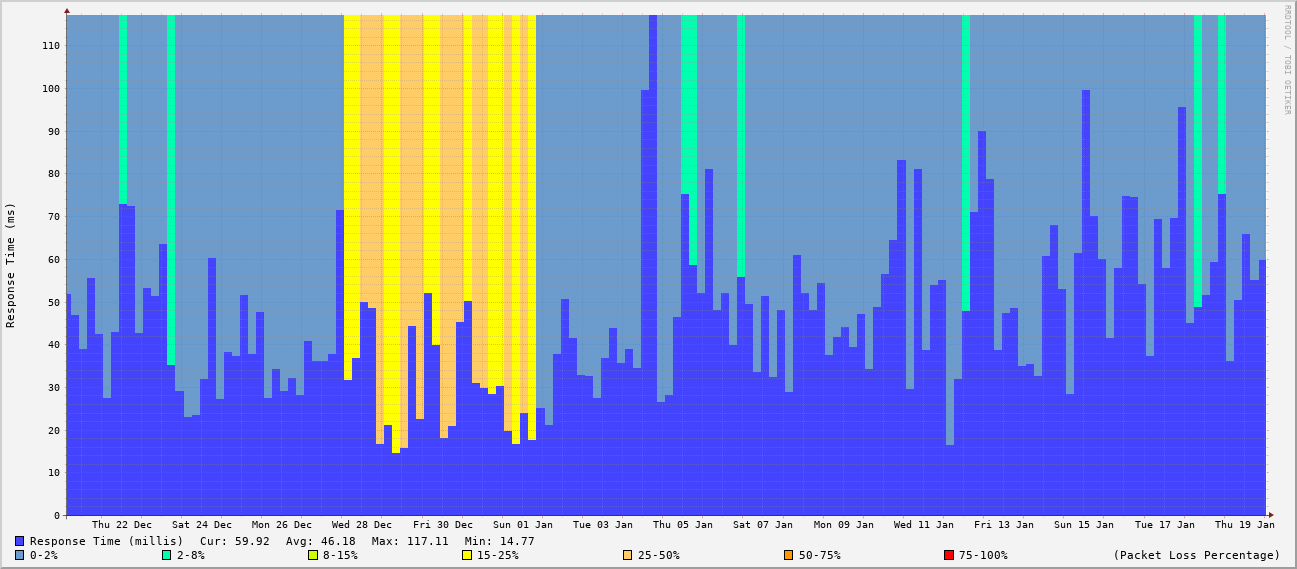 RRDTOOL / TOBI OETIKER
Response Time (ms)
110
100
90
80
70
60
50
40
30
20
10
0
Thu 22 Dec Sat 24 Dec Mon 26 Dec Wed 28 Dec Fri 30 Dec Sun 01 Jan Tue 03 Jan Thu 05 Jan Sat 07 Jan Mon 09 Jan Wed 11 Jan Fri 13 Jan Sun 15 Jan Tue 17 Jan Thu 19 Jan
Response Time (millis) Cur: 59.92 Avg: 46.18 Max: 117.11 Min: 14.77
0-2% 2-8% 8-15% 15-25% 25-50% 50-75% 75-100% (Packet Loss Percentage)